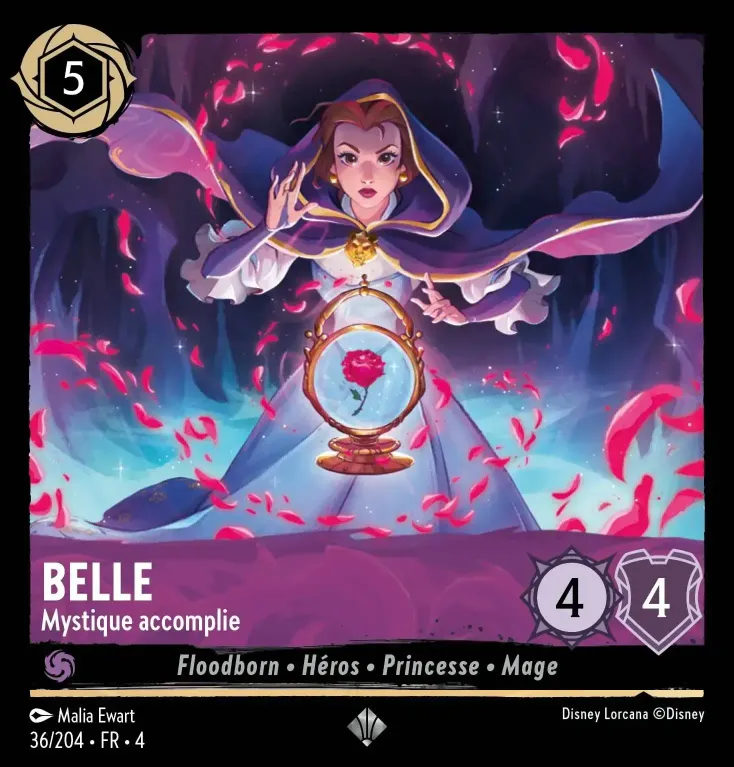 5
BELLE
Mystique accomplie
4
4
Floodborn • Héros • Princesse • Mage
Malia Ewart
Disney Lorcana ©Disney
36/204 • FR • 4